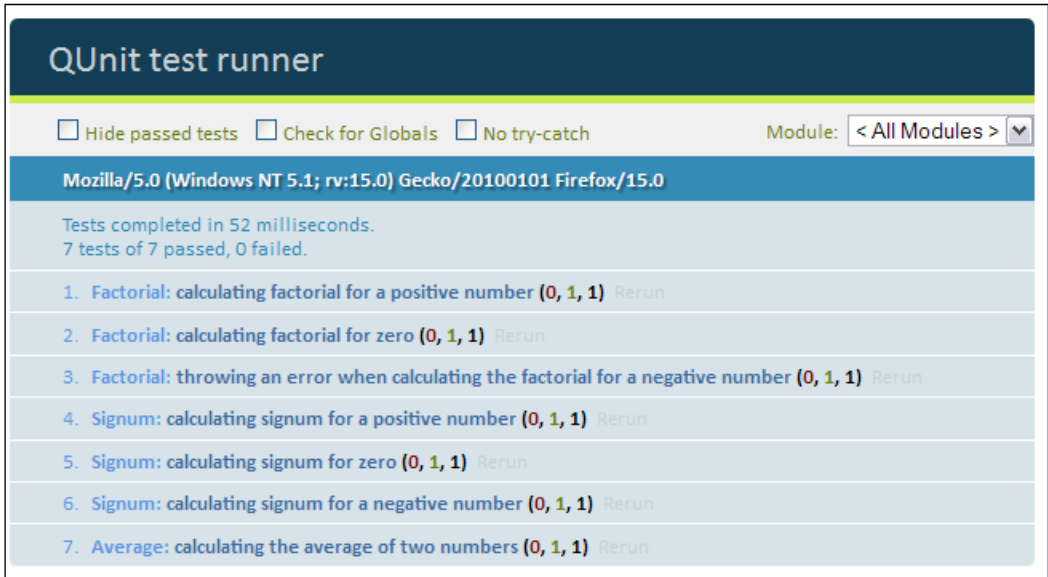 QUnit test runner
Hide passed tests Check for Globals No try-catch Module: < All Modules >
Mozilla/5.0 (Windows NT 5.1; rv:15.0) Gecko/20100101 Firefox/15.0
Tests completed in 52 milliseconds.
7 tests of 7 passed, 0 failed.
1. Factorial: calculating factorial for a positive number (0, 1, 1) Rerun
2. Factorial: calculating factorial for zero (0, 1, 1) Rerun
3. Factorial: throwing an error when calculating the factorial for a negative number (0, 1, 1) Rerun
4. Signum: calculating signum for a positive number (0, 1, 1) Rerun
5. Signum: calculating signum for zero (0, 1, 1) Rerun
6. Signum: calculating signum for a negative number (0, 1, 1) Rerun
7. Average: calculating the average of two numbers (0, 1, 1) Rerun